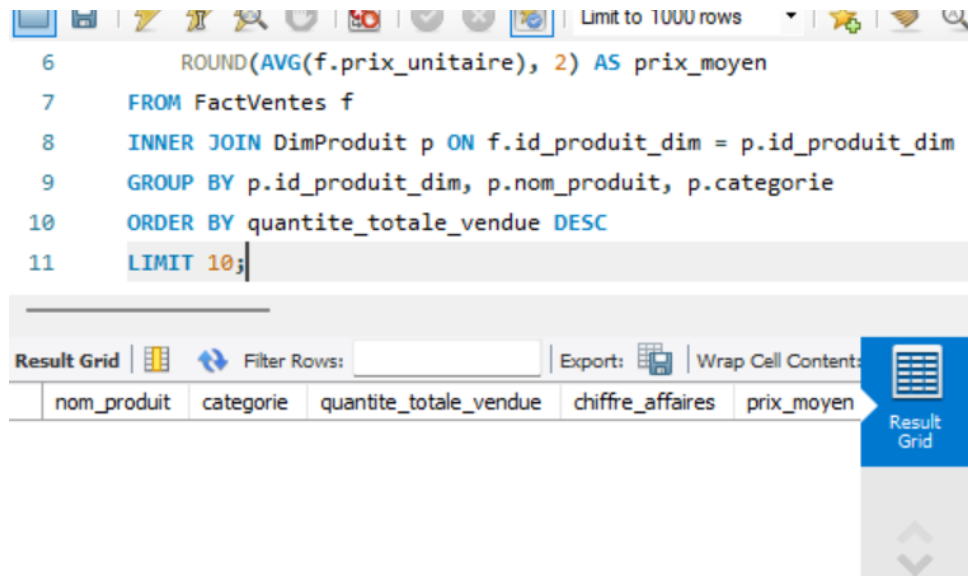 Limit to 1000 rows
6 ROUND(AVG(f.prix_unitaire), 2) AS prix_moyen
7 FROM FactVentes f
8 INNER JOIN DimProduit p ON f.id_produit_dim = p.id_produit_dim
9 GROUP BY p.id_produit_dim, p.nom_produit, p.categorie
10 ORDER BY quantite_totale_vendue DESC
11 LIMIT 10;
Result Grid Filter Rows: Export: Wrap Cell Content:
nom_produit categorie quantite_totale_vendue chiffre_affaires prix_moyen
Result
Grid